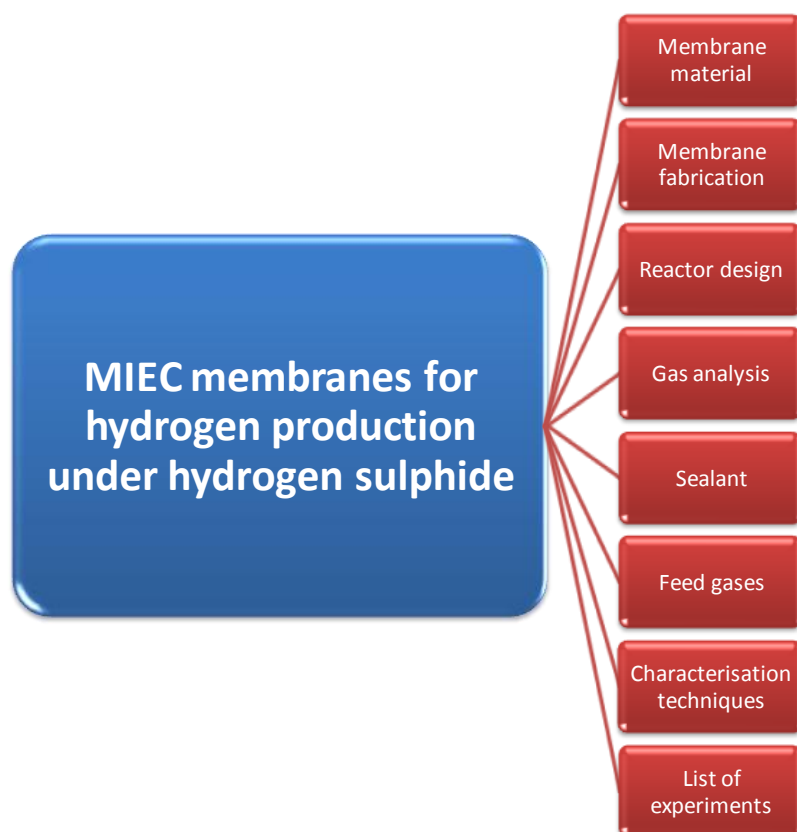 Membrane
material
Membrane
fabrication
Reactor design
Gas analysis
MIEC membranes for
hydrogen production
under hydrogen sulphide
Sealant
Feed gases
Characterisation
techniques
List of
experiments